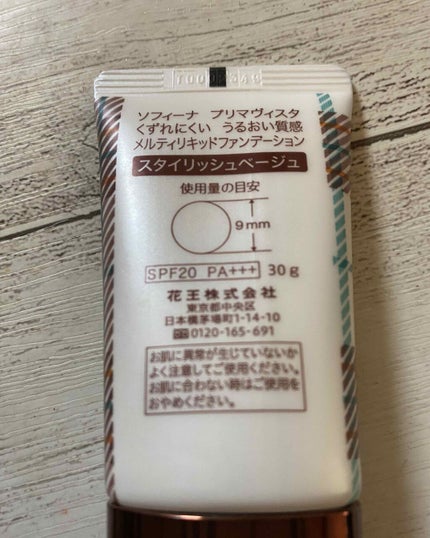 ソフィーナ プリマヴィスタ
くずれにくい うるおい質感
メルティリキッドファンデーション
スタイリッシュベージュ
使用量の目安
9mm
SPF20 PA+++ 30g
花王株式会社
東京都中央区
日本橋茅場町1-14-10
0120-165-691
お肌に異常が生じていないか
よく注意してご使用ください。
お肌に合わない時はご使用を
おやめください。